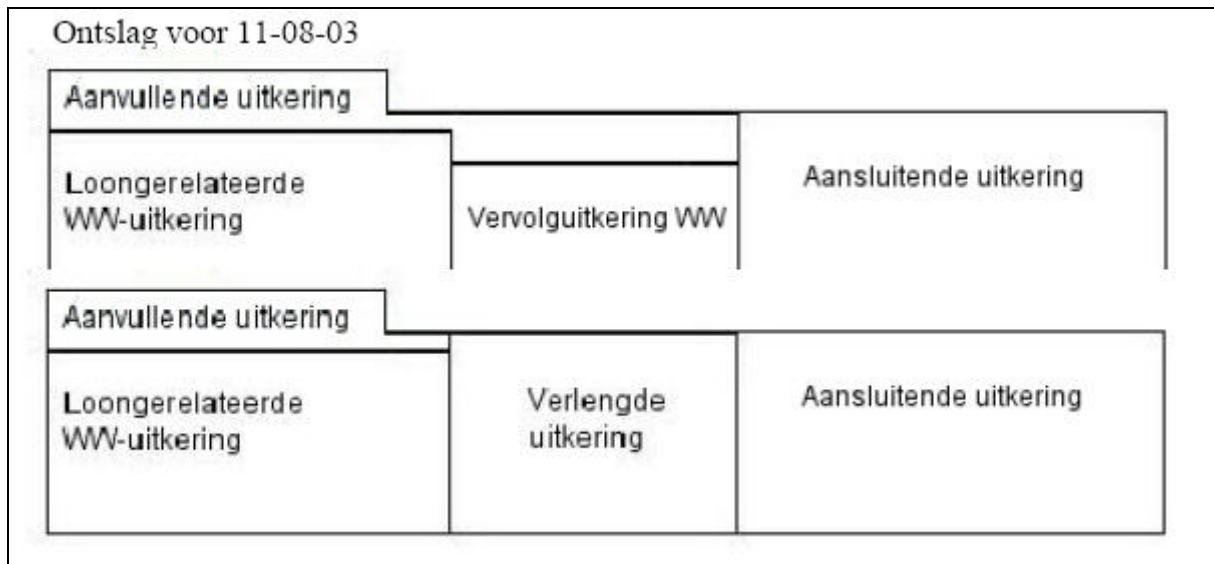 Ontslag voor 11-08-03
Aanvullende uitkering
Loongerelateerde
WW-uitkering
Vervolguitkering WW
Aansluitende uitkering
Aanvullende uitkering
Loongerelateerde
WW-uitkering
Verlengde
uitkering
Aansluitende uitkering